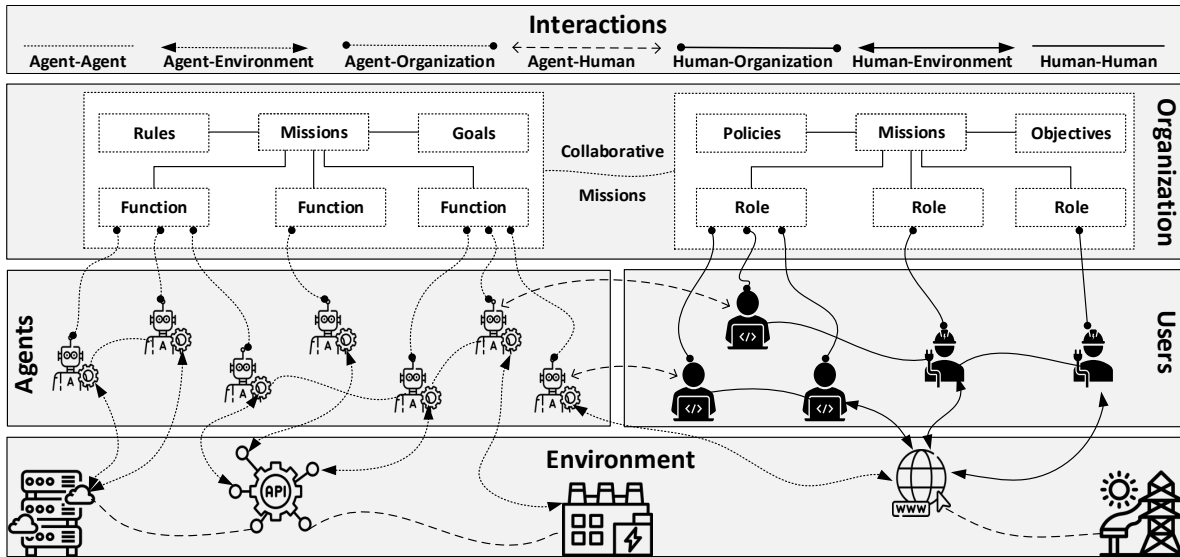 Interactions
Agent-Agent
Agent-Environment
Agent-Organization
Agent-Human
Human-Organization
Human-Environment
Human-Human
Organization
Rules
Missions
Goals
Function
Function
Function
Collaborative
Missions
Policies
Missions
Objectives
Role
Role
Role
Agents
A
A
A
A
A
A
A
</>
</>
</>
Users
Environment
API
WWW